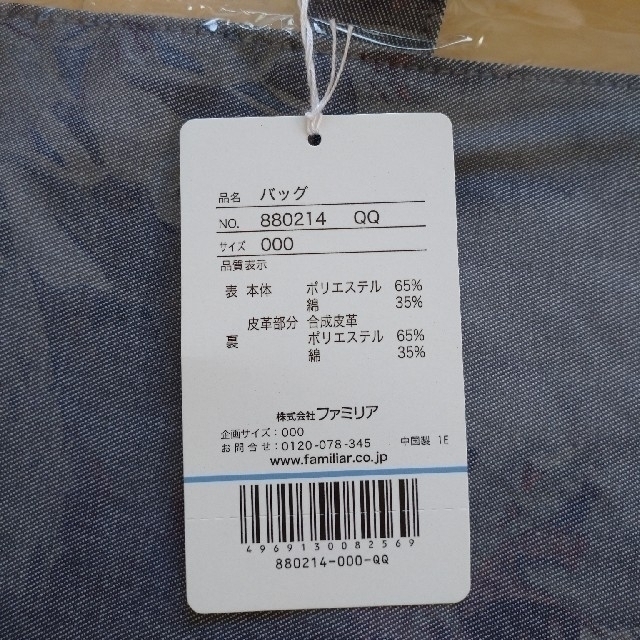 品名 バッグ
NO. 880214 QQ
サイズ 000
品質表示
表 本体 ポリエステル 65%
綿 35%
皮革部分 合成皮革
裏 ポリエステル 65%
綿 35%
株式会社ファミリア
企画サイズ：000
お問合せ：0120-078-345 中国製 1E
www.familiar.co.jp
4969130082569
880214-000-QQ